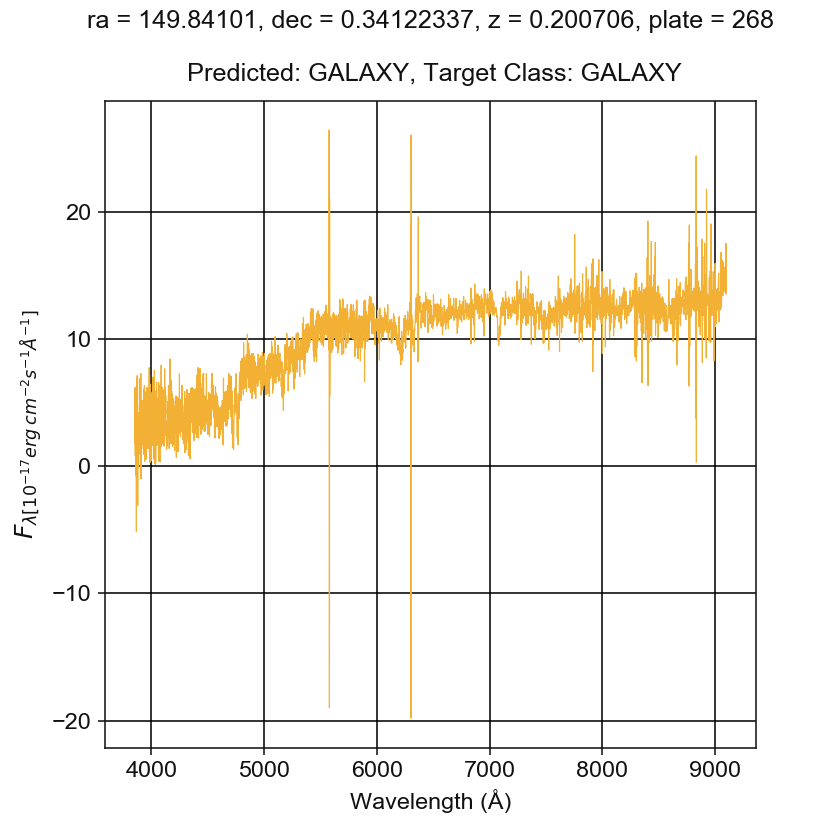 ra = 149.84101, dec = 0.34122337, z = 0.200706, plate = 268
Predicted: GALAXY, Target Class: GALAXY
20
10
0
−10
−20
F_λ[10^−17 erg cm^−2 s^−1 Å^−1]
4000 5000 6000 7000 8000 9000
Wavelength (Å)